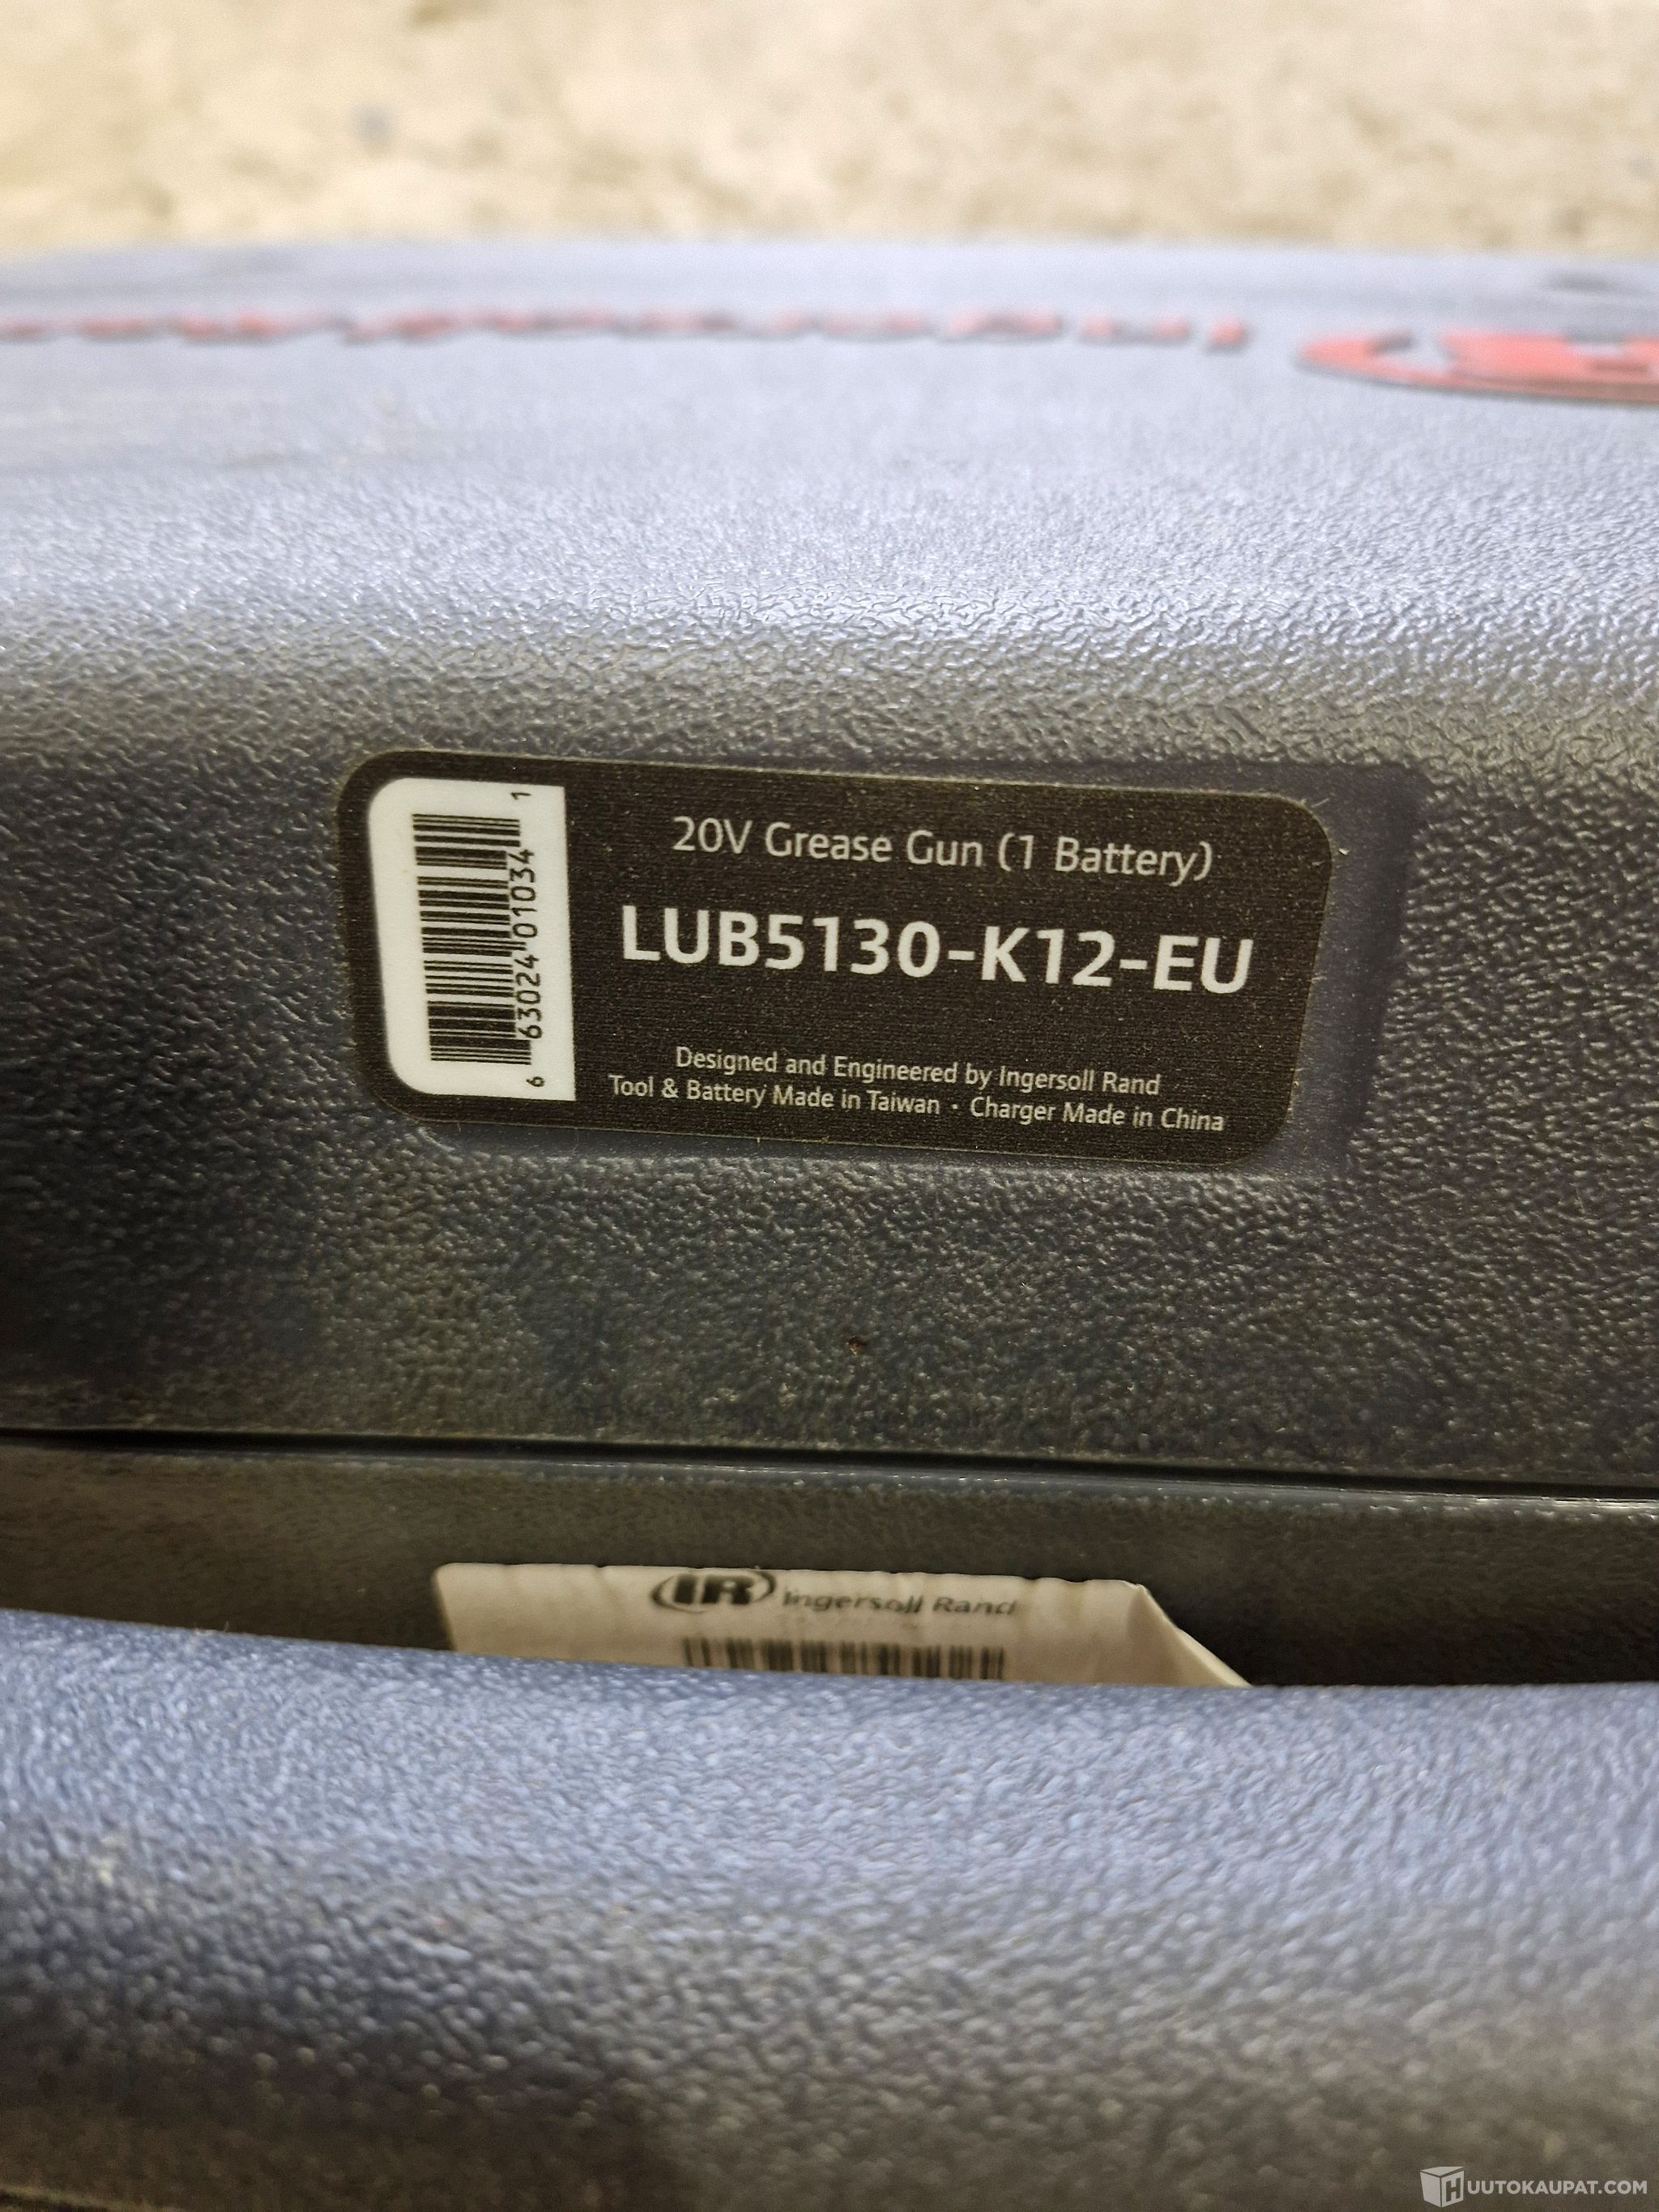 20V Grease Gun (1 Battery)
LUB5130-K12-EU
Designed and Engineered by Ingersoll Rand
Tool & Battery Made in Taiwan · Charger Made in China
6 63024 01034 1
IR Ingersoll Rand
HUUTOKAUPAT.COM